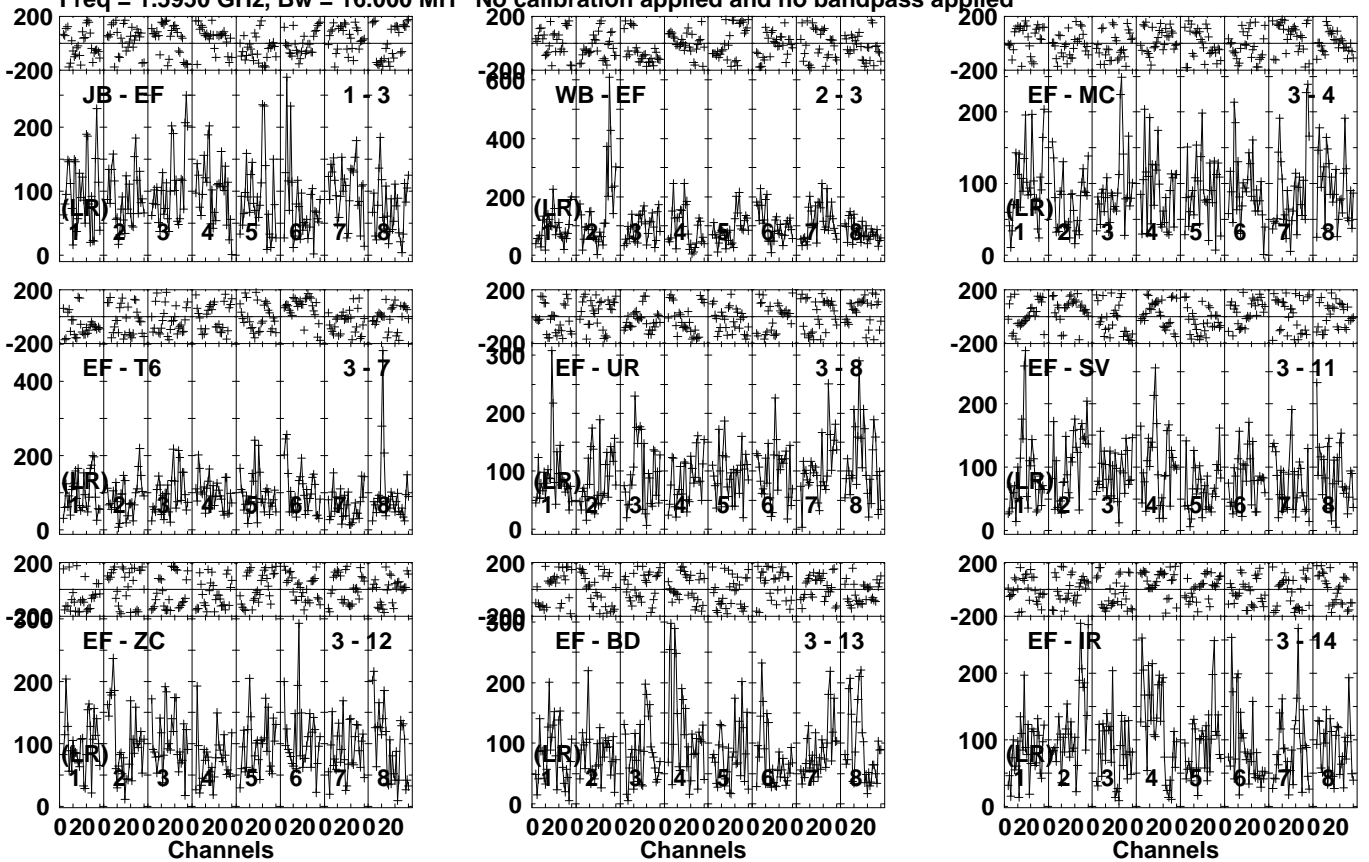 Freq = 1.5950 GHz, Bw = 16.000 MH No calibration applied and no bandpass applied
200
-200
JB - EF 1 - 3
200
100
0
(LR)
1 2 3 4 5 6 7 8
200
-200
600
WB - EF 2 - 3
400
200
0
(LR)
1 2 3 4 5 6 7 8
200
-200
EF - MC 3 - 4
200
100
0
(LR)
1 2 3 4 5 6 7 8
200
-200
EF - T6 3 - 7
400
200
0
(LR)
1 2 3 4 5 6 7 8
200
-200
300
EF - UR 3 - 8
200
100
0
(LR)
1 2 3 4 5 6 7 8
200
-200
EF - SV 3 - 11
200
100
0
(LR)
1 2 3 4 5 6 7 8
200
-200
300
EF - ZC 3 - 12
200
100
0
(LR)
1 2 3 4 5 6 7 8
0 20 0 20 0 20 0 20 0 20 0 20 0 20 0 20
Channels
200
-200
300
EF - BD 3 - 13
200
100
0
(LR)
1 2 3 4 5 6 7 8
0 20 0 20 0 20 0 20 0 20 0 20 0 20 0 20
Channels
200
-200
EF - IR 3 - 14
200
100
0
(LR)
1 2 3 4 5 6 7 8
0 20 0 20 0 20 0 20 0 20 0 20 0 20 0 20
Channels